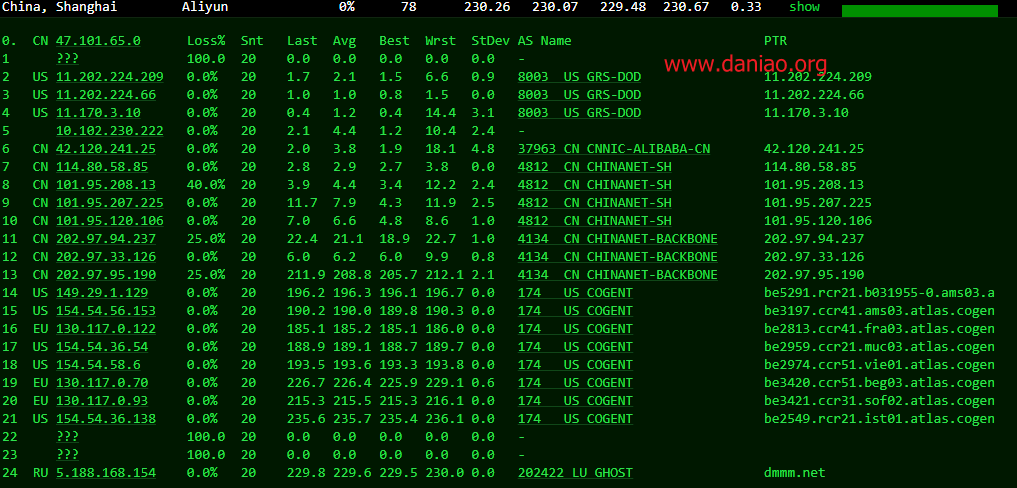 China, Shanghai Aliyun 0% 78 230.26 230.07 229.48 230.67 0.33 show
0. CN 47.101.65.0 Loss% Snt Last Avg Best Wrst StDev AS Name PTR
1 ??? 100.0 20 0.0 0.0 0.0 0.0 0.0 -
www.daniao.org
2 US 11.202.224.209 0.0% 20 1.7 2.1 1.5 6.6 0.9 8003 US GRS-DOD 11.202.224.209
3 US 11.202.224.66 0.0% 20 1.0 1.0 0.8 1.5 0.0 8003 US GRS-DOD 11.202.224.66
4 US 11.170.3.10 0.0% 20 0.4 1.2 0.4 14.4 3.1 8003 US GRS-DOD 11.170.3.10
5 10.102.230.222 0.0% 20 2.1 4.4 1.2 10.4 2.4 -
6 CN 42.120.241.25 0.0% 20 2.0 3.8 1.9 18.1 4.8 37963 CN CNNIC-ALIBABA-CN 42.120.241.25
7 CN 114.80.58.85 0.0% 20 2.8 2.9 2.7 3.8 0.0 4812 CN CHINANET-SH 114.80.58.85
8 CN 101.95.208.13 40.0% 20 3.9 4.4 3.4 12.2 2.4 4812 CN CHINANET-SH 101.95.208.13
9 CN 101.95.207.225 0.0% 20 11.7 7.9 4.3 11.9 2.5 4812 CN CHINANET-SH 101.95.207.225
10 CN 101.95.120.106 0.0% 20 7.0 6.6 4.8 8.6 1.0 4812 CN CHINANET-SH 101.95.120.106
11 CN 202.97.94.237 25.0% 20 22.4 21.1 18.9 22.7 1.0 4134 CN CHINANET-BACKBONE 202.97.94.237
12 CN 202.97.33.126 0.0% 20 6.0 6.2 6.0 9.9 0.8 4134 CN CHINANET-BACKBONE 202.97.33.126
13 CN 202.97.95.190 25.0% 20 211.9 208.8 205.7 212.1 2.1 4134 CN CHINANET-BACKBONE 202.97.95.190
14 US 149.29.1.129 0.0% 20 196.2 196.3 196.1 196.7 0.0 174 US COGENT be5291.rcr21.b031955-0.ams03.a
15 US 154.54.56.153 0.0% 20 190.2 190.0 189.8 190.3 0.0 174 US COGENT be3197.ccr41.ams03.atlas.cogen
16 EU 130.117.0.122 0.0% 20 185.1 185.2 185.1 186.0 0.0 174 US COGENT be2813.ccr41.fra03.atlas.cogen
17 US 154.54.36.54 0.0% 20 188.9 189.1 188.7 189.7 0.0 174 US COGENT be2959.ccr21.muc03.atlas.cogen
18 US 154.54.58.6 0.0% 20 193.5 193.6 193.3 193.8 0.0 174 US COGENT be2974.ccr51.vie01.atlas.cogen
19 EU 130.117.0.70 0.0% 20 226.7 226.4 225.9 229.1 0.6 174 US COGENT be3420.ccr51.beg03.atlas.cogen
20 EU 130.117.0.93 0.0% 20 215.3 215.5 215.3 216.1 0.0 174 US COGENT be3421.ccr31.sof02.atlas.cogen
21 US 154.54.36.138 0.0% 20 235.6 235.7 235.4 236.1 0.0 174 US COGENT be2549.rcr21.ist01.atlas.cogen
22 ??? 100.0 20 0.0 0.0 0.0 0.0 0.0 -
23 ??? 100.0 20 0.0 0.0 0.0 0.0 0.0 -
24 RU 5.188.168.154 0.0% 20 229.8 229.6 229.5 230.0 0.0 202422 LU GHOST dmmm.net